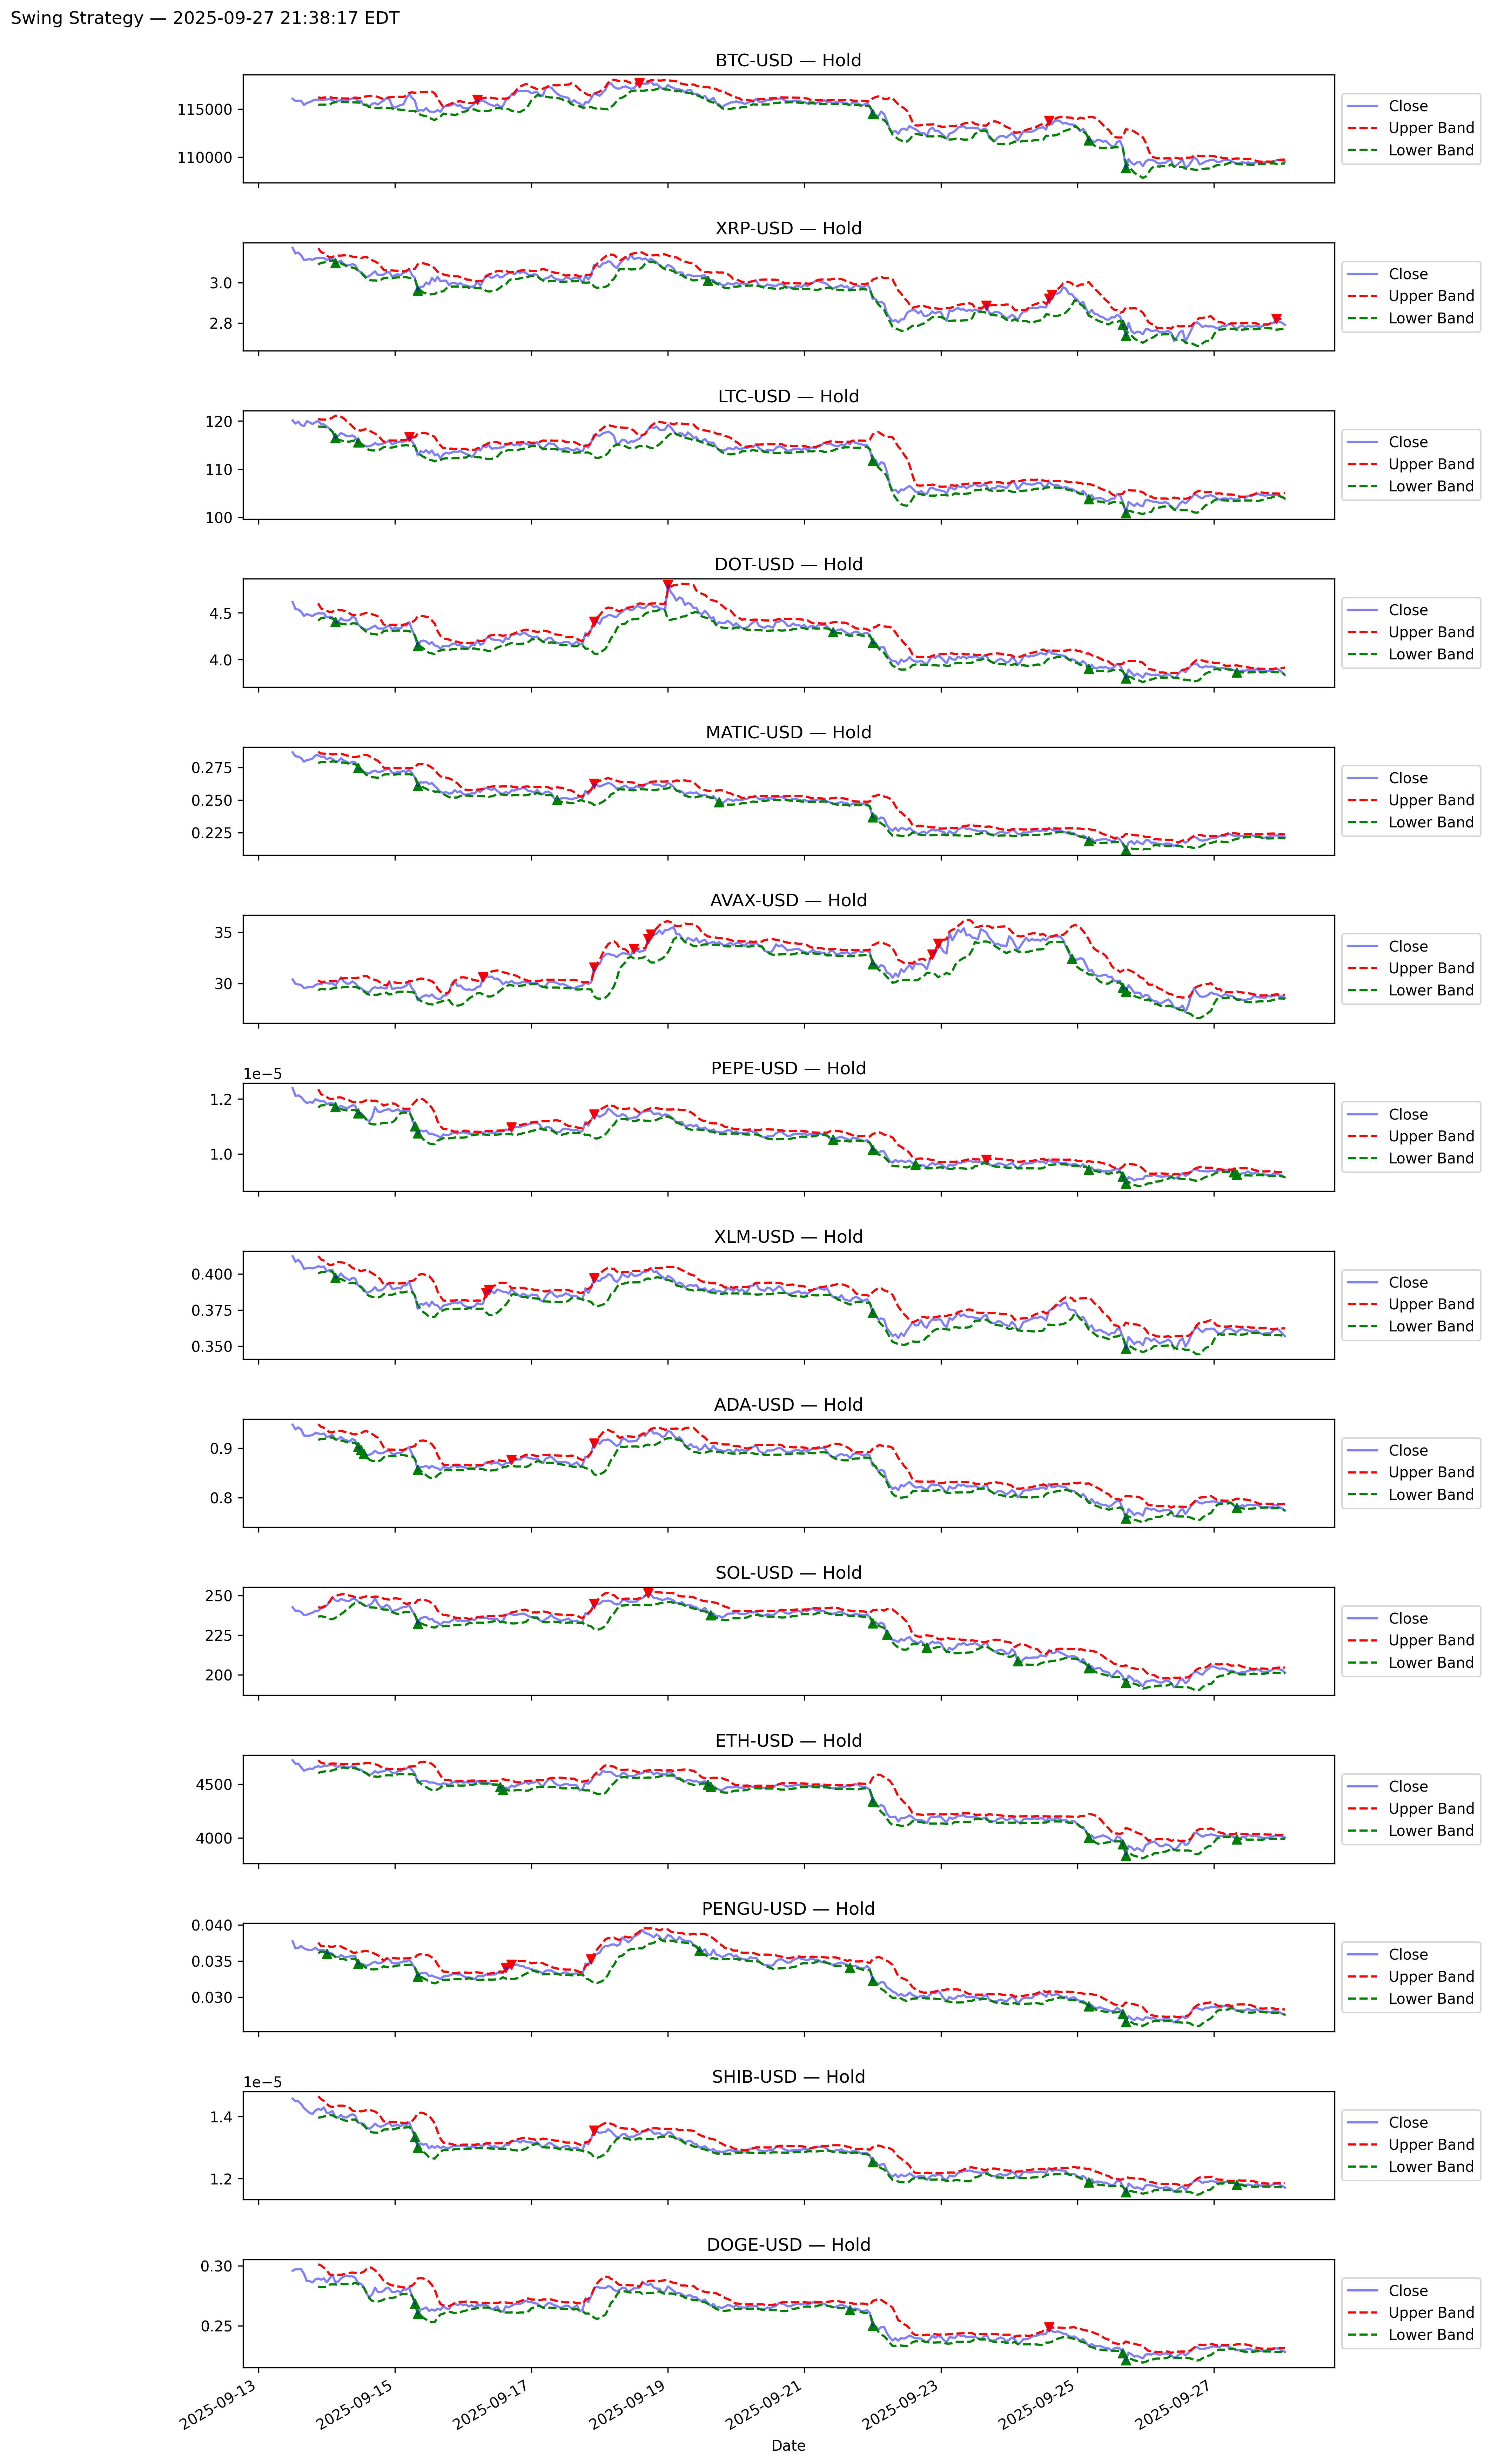 Swing Strategy — 2025-09-27 21:38:17 EDT
BTC-USD — Hold
115000
110000
Close
Upper Band
Lower Band
XRP-USD — Hold
3.0
2.8
Close
Upper Band
Lower Band
LTC-USD — Hold
120
110
100
Close
Upper Band
Lower Band
DOT-USD — Hold
4.5
4.0
Close
Upper Band
Lower Band
MATIC-USD — Hold
0.275
0.250
0.225
Close
Upper Band
Lower Band
AVAX-USD — Hold
35
30
Close
Upper Band
Lower Band
PEPE-USD — Hold
1e−5
1.2
1.0
Close
Upper Band
Lower Band
XLM-USD — Hold
0.400
0.375
0.350
Close
Upper Band
Lower Band
ADA-USD — Hold
0.9
0.8
Close
Upper Band
Lower Band
SOL-USD — Hold
250
225
200
Close
Upper Band
Lower Band
ETH-USD — Hold
4500
4000
Close
Upper Band
Lower Band
PENGU-USD — Hold
0.040
0.035
0.030
Close
Upper Band
Lower Band
SHIB-USD — Hold
1e−5
1.4
1.2
Close
Upper Band
Lower Band
DOGE-USD — Hold
0.30
0.25
Close
Upper Band
Lower Band
2025-09-13
2025-09-15
2025-09-17
2025-09-19
2025-09-21
2025-09-23
2025-09-25
2025-09-27
Date